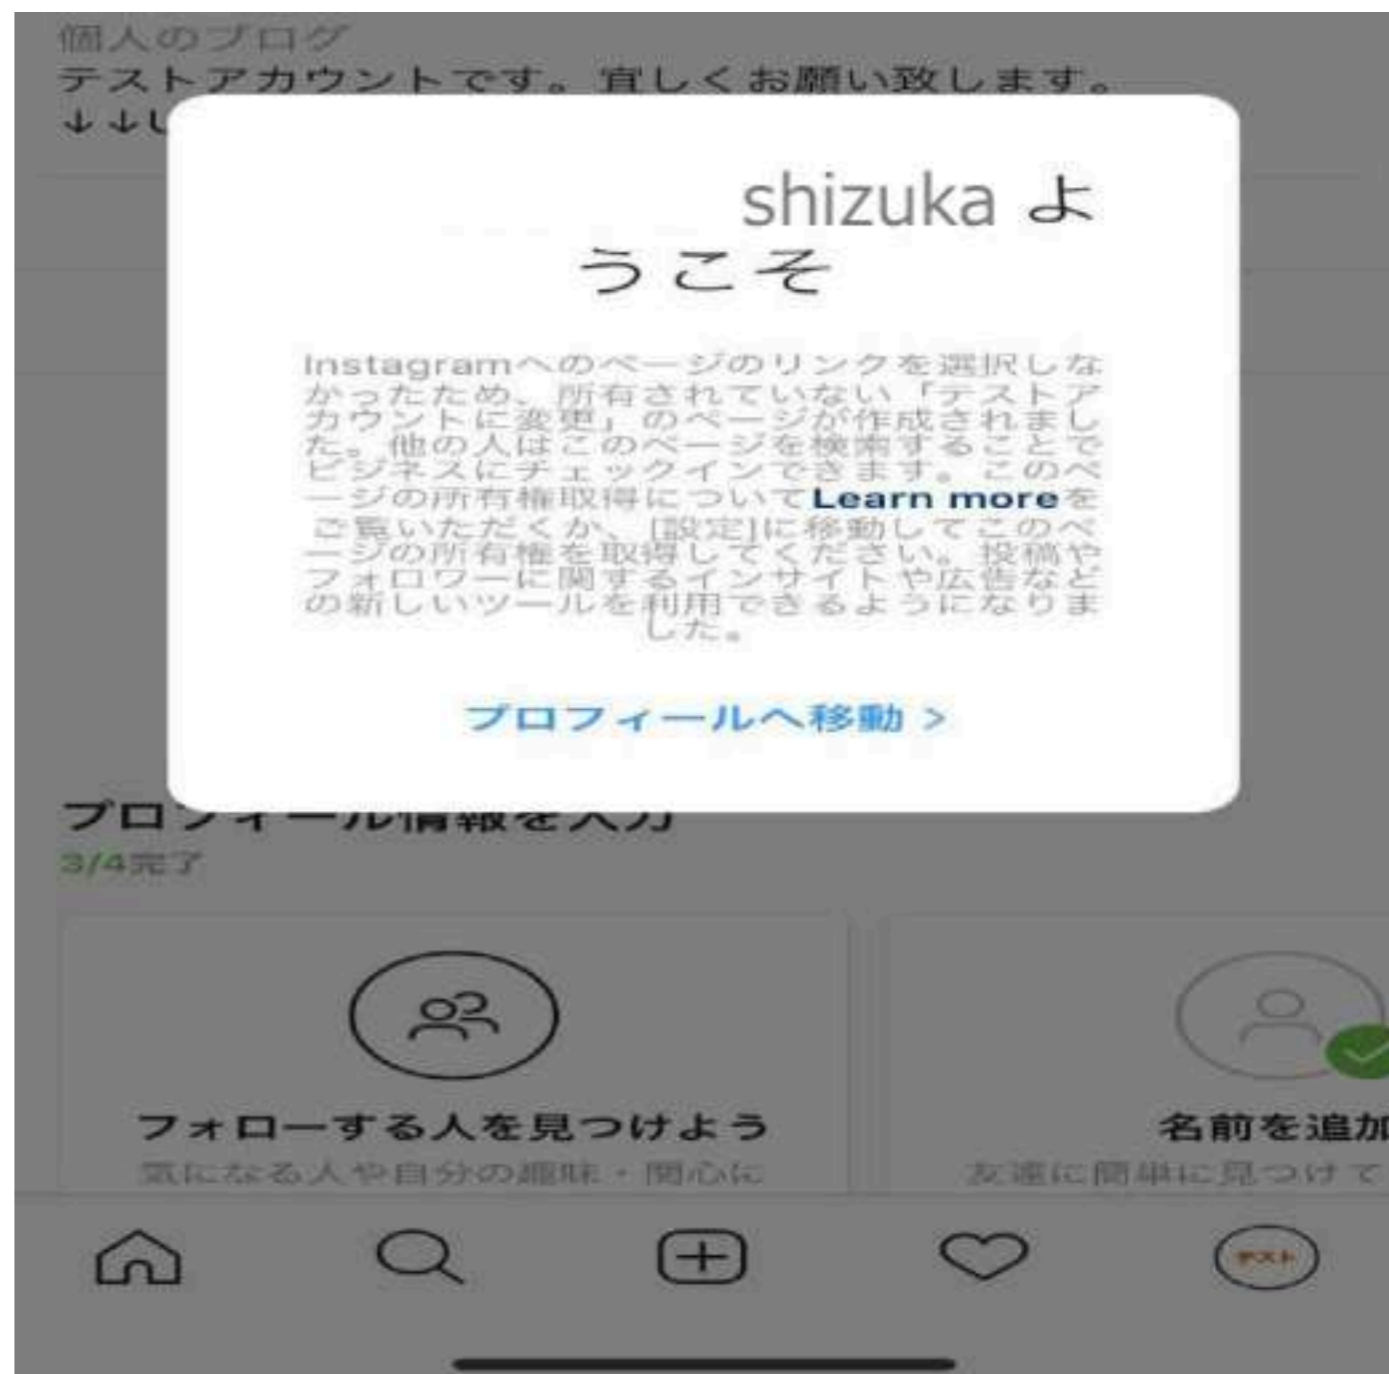 個人のブログ
テストアカウントです。宜しくお願い致します。
↓↓
shizuka よ
うこそ
Instagramへのページのリンクを選択しな
かったため、所有されていない「テストア
カウントに変更」のページが作成されまし
た。他の人はこのページを検索することで
ビジネスにチェックインできます。このペ
ージの所有権取得についてLearn moreを
ご覧いただくか、[設定]に移動してこのペ
ージの所有権を取得してください。投稿や
フォロワーに関するインサイトや広告など
の新しいツールを利用できるようになりま
した。
プロフィールへ移動 >
プロフィール情報を入力
3/4完了
フォローする人を見つけよう
気になる人や自分の趣味・関心に
名前を追加
友達に簡単に見つけて
テスト